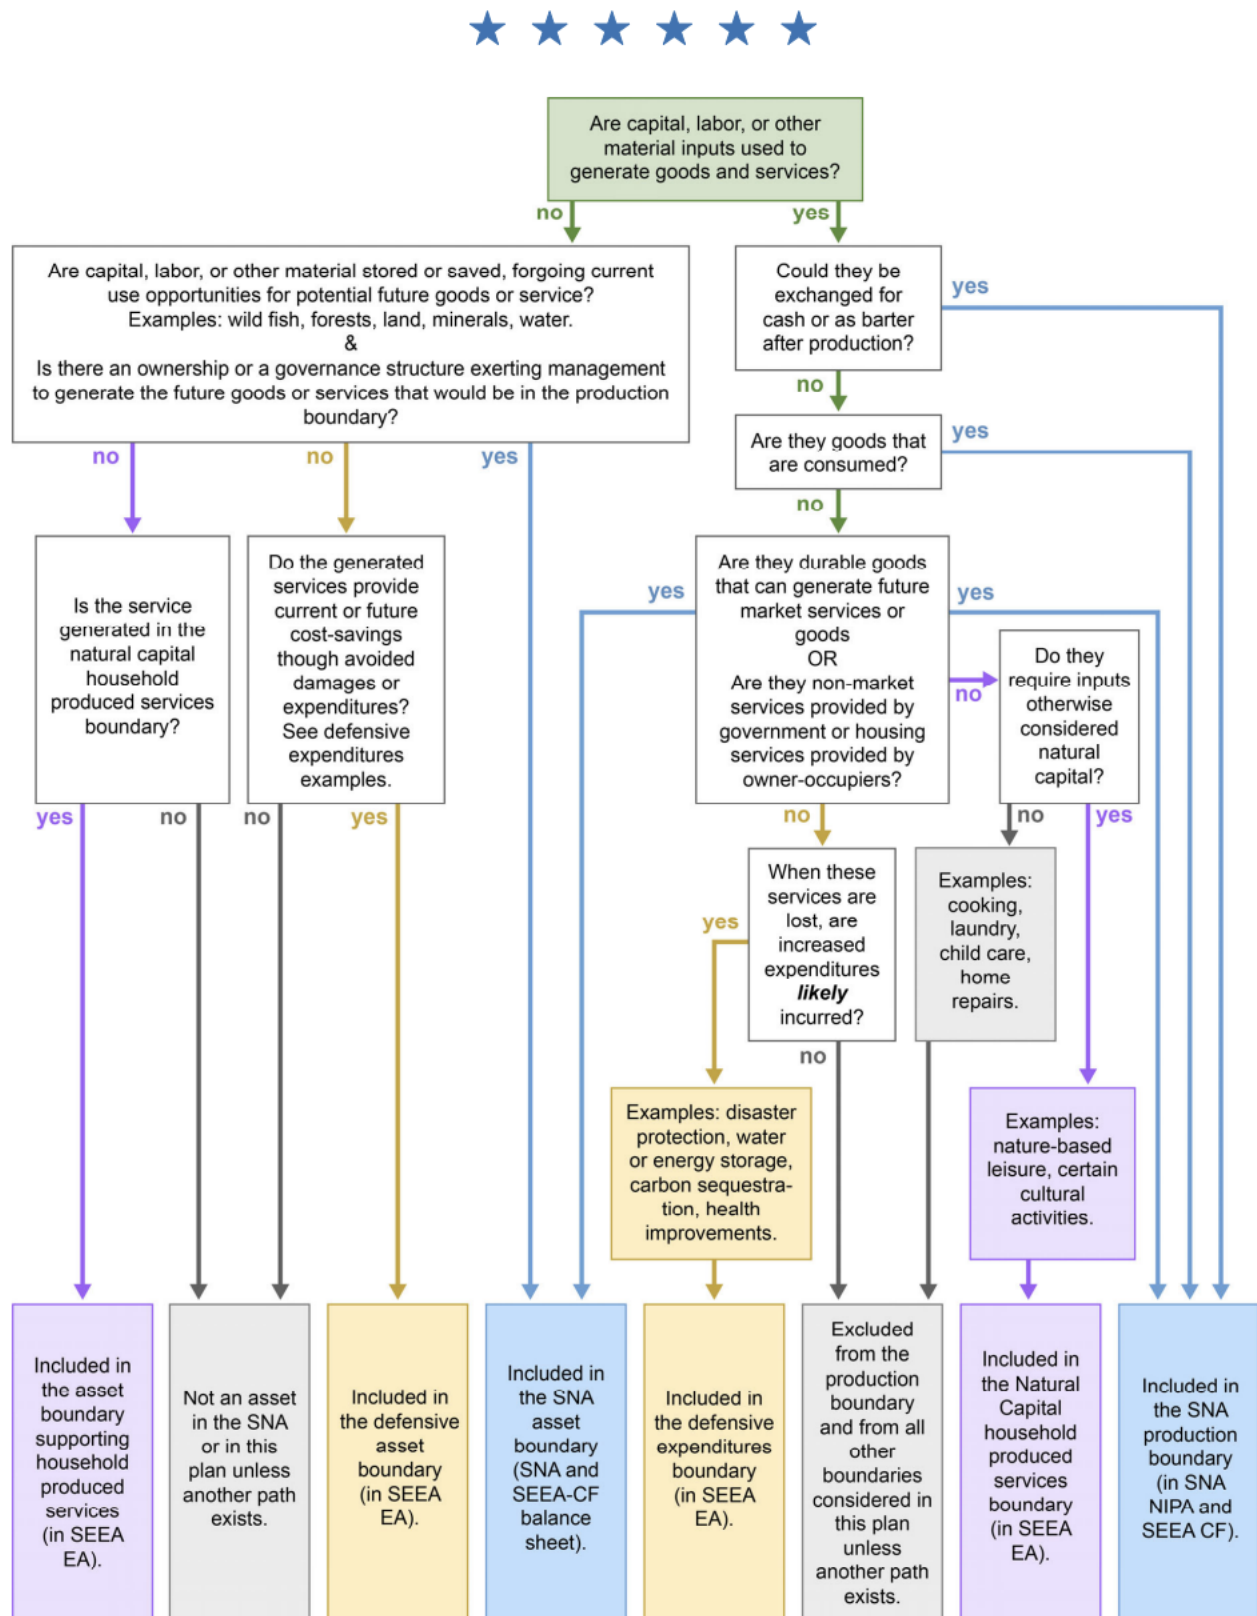 Are capital, labor, or other
material inputs used to
generate goods and services?
no
yes
Are capital, labor, or other material stored or saved, forgoing current
use opportunities for potential future goods or service?
Examples: wild fish, forests, land, minerals, water.
&
Is there an ownership or a governance structure exerting management
to generate the future goods or services that would be in the production
boundary?
Could they be
exchanged for
cash or as barter
after production?
yes
no
Are they goods that
are consumed?
yes
no
no
no
yes
Is the service
generated in the
natural capital
household
produced services
boundary?
Do the generated
services provide
current or future
cost-savings
though avoided
damages or
expenditures?
See defensive
expenditures
examples.
yes
Are they durable goods
that can generate future
market services or
goods
OR
Are they non-market
services provided by
government or housing
services provided by
owner-occupiers?
yes
no
Do they
require inputs
otherwise
considered
natural
capital?
yes
no
no
yes
no
no
yes
yes
When these
services are
lost, are
increased
expenditures
likely
incurred?
no
Examples:
cooking,
laundry,
child care,
home
repairs.
Examples: disaster
protection, water
or energy storage,
carbon sequestra-
tion, health
improvements.
Examples:
nature-based
leisure, certain
cultural
activities.
Included in
the asset
boundary
supporting
household
produced
services
(in SEEA
EA).
Not an asset
in the SNA
or in this
plan unless
another path
exists.
Included in
the defensive
asset
boundary
(in SEEA
EA).
Included in
the SNA
asset
boundary
(SNA and
SEEA-CF
balance
sheet).
Included in
the defensive
expenditures
boundary
(in SEEA
EA).
Excluded
from the
production
boundary
and from all
other
boundaries
considered in
this plan
unless
another path
exists.
Included in
the Natural
Capital
household
produced
services
boundary
(in SEEA
EA).
Included in
the SNA
production
boundary
(in SNA
NIPA and
SEEA CF).